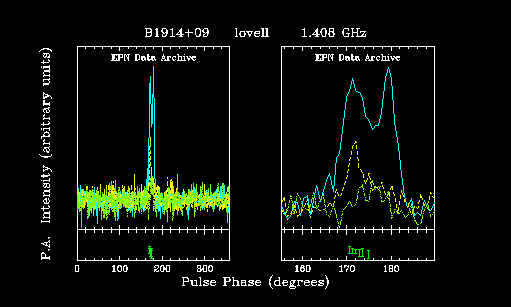 B1914+09 lovell 1.408 GHz
EPN Data Archive EPN Data Archive
P.A. Intensity (arbitrary units)
0 100 200 300 160 170 180
Pulse Phase (degrees)